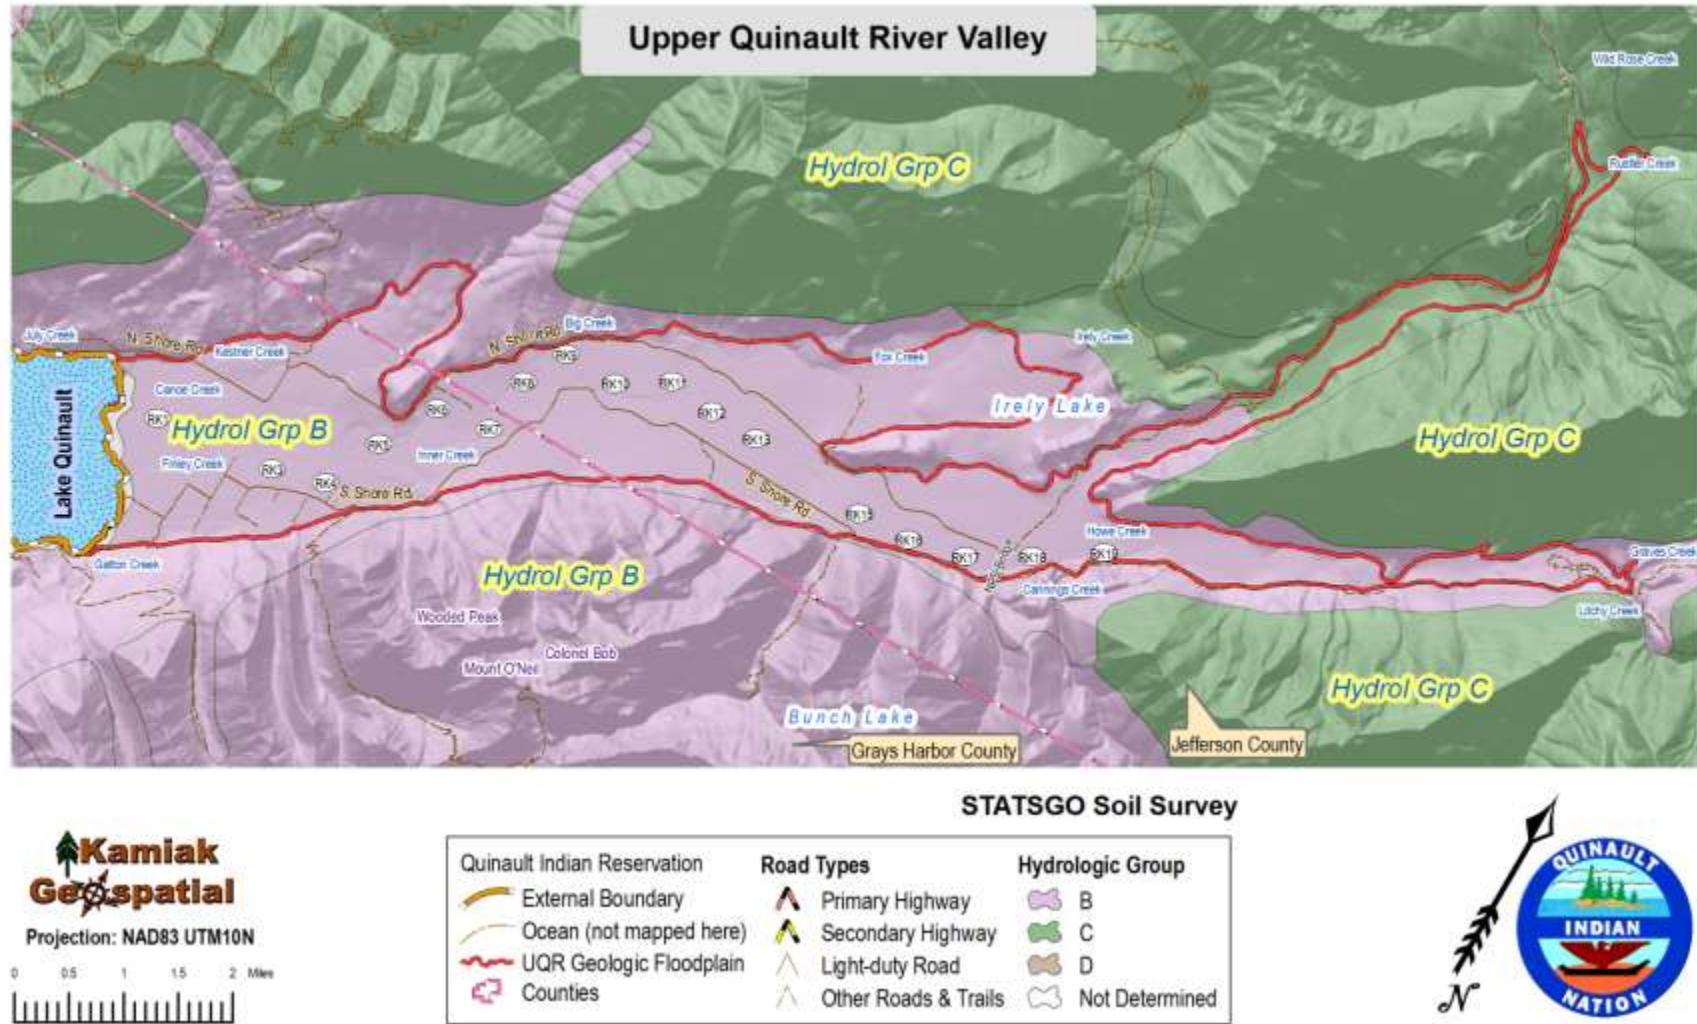 Upper Quinault River Valley
Wild Rose Creek
Rustler Creek
Hydrol Grp C
July Creek
N. Shore Rd
Kestner Creek
N. Shore Rd
Big Creek
Irely Creek
Fox Creek
RK9
RK8
RK10
RK11
Canoe Creek
Irely Lake
RK1
RK6
RK12
Lake Quinault
Hydrol Grp B
RK7
RK13
Hydrol Grp C
Inner Creek
Finley Creek
RK3
RK4
S. Shore Rd
S. Shore Rd
RK15
Howe Creek
RK16
RK17
RK18
RK19
Graves Creek
Gatton Creek
Hydrol Grp B
Cannings Creek
Wooded Peak
Colonel Bob
Mount O'Neil
Hydrol Grp C
Bunch Lake
Grays Harbor County
Jefferson County
STATSGO Soil Survey
Kamiak
Geospatial
Projection: NAD83 UTM10N
0 0.5 1 1.5 2 Miles
Quinault Indian Reservation
External Boundary
Ocean (not mapped here)
UQR Geologic Floodplain
Counties
Road Types
Primary Highway
Secondary Highway
Light-duty Road
Other Roads & Trails
Hydrologic Group
B
C
D
Not Determined
N
QUINAULT
INDIAN
NATION